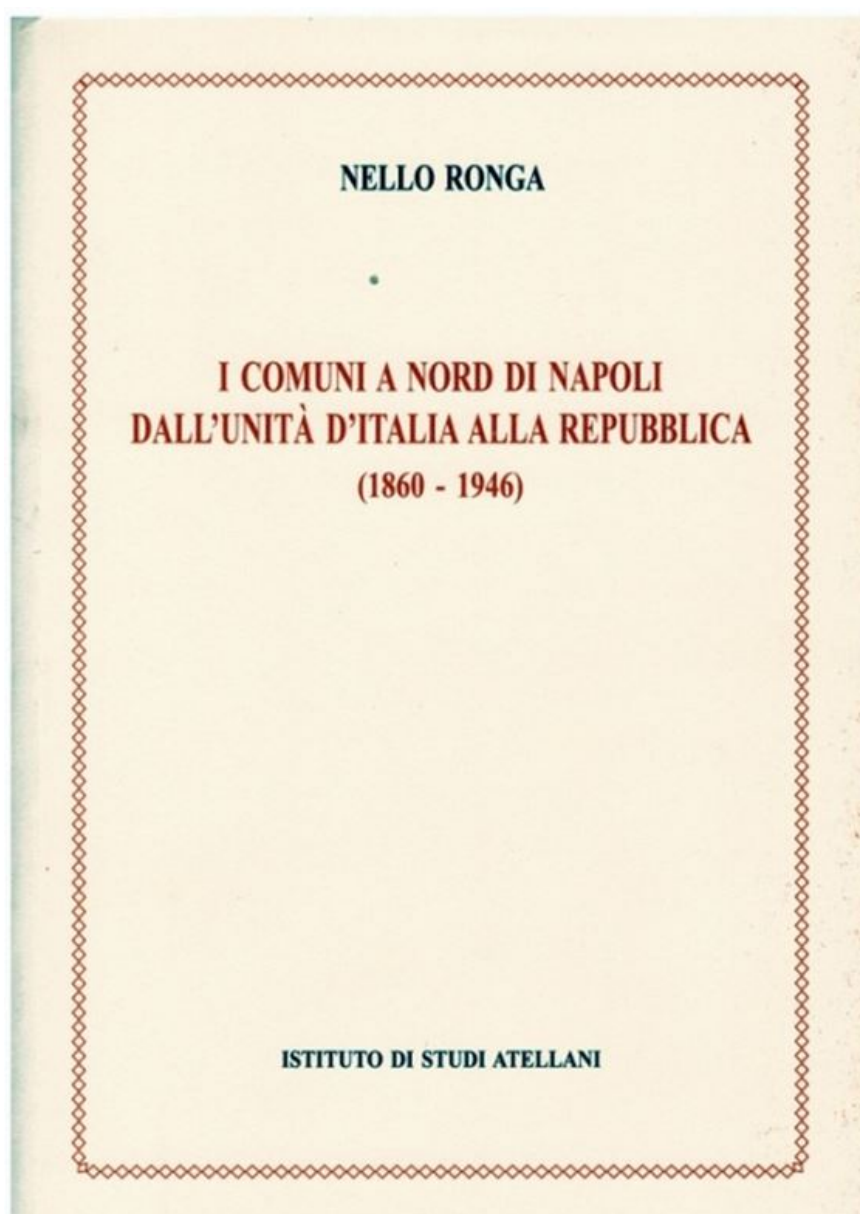 NELLO RONGA
I COMUNI A NORD DI NAPOLI
DALL'UNITÀ D'ITALIA ALLA REPUBBLICA
(1860 - 1946)
ISTITUTO DI STUDI ATELLANI